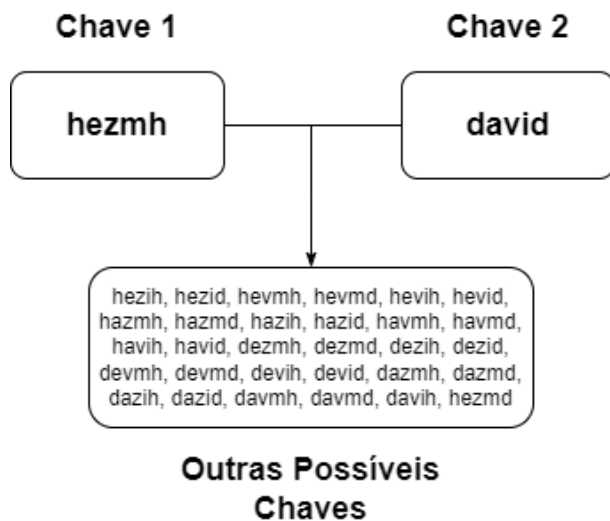 Chave 1
Chave 2
hezmh
david
hezih, hezid, hevmh, hevmd, hevih, hevid,
hazmh, hazmd, hazih, hazid, havmh, havmd,
havih, havid, dezmh, dezmd, dezih, dezid,
devmh, devmd, devih, devid, dazmh, dazmd,
dazih, dazid, davmh, davmd, davih, hezmd
Outras Possíveis
Chaves